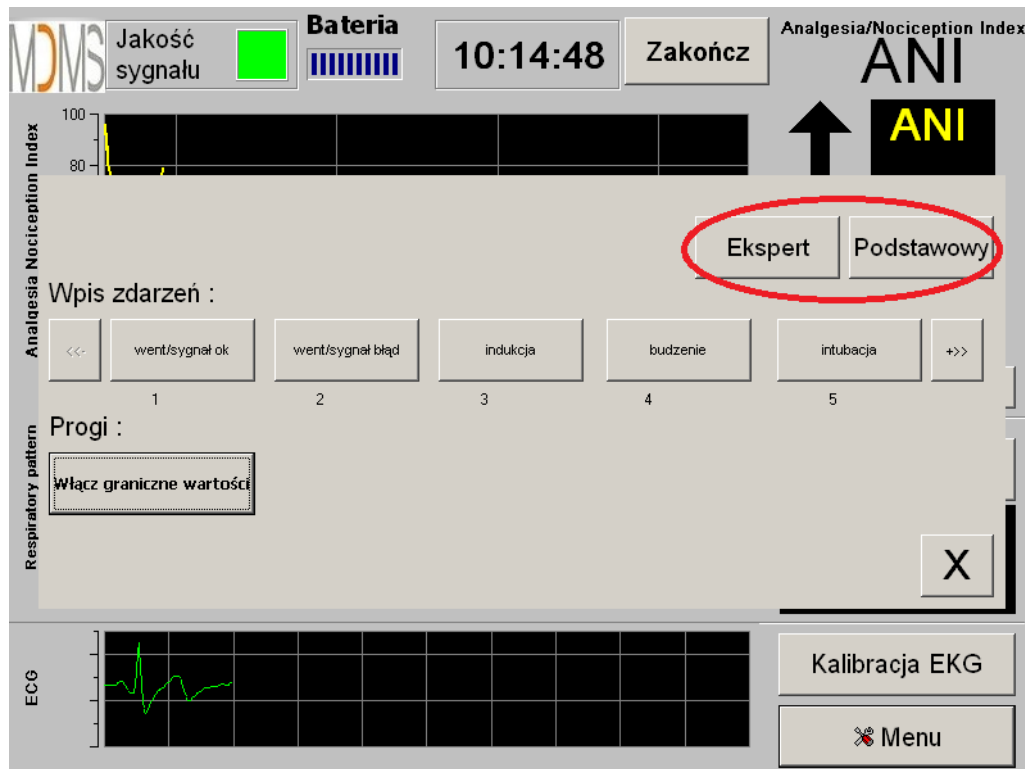 MDMS
Jakość
sygnału
Bateria
10:14:48
Zakończ
Analgesia/Nociception Index
ANI
ANI
100
80
Analgesia Nociception Index
Ekspert
Podstawowy
Wpis zdarzeń :
<<-
went/sygnał ok
went/sygnał błąd
indukcja
budzenie
intubacja
+>>
1
2
3
4
5
Progi :
Włącz graniczne wartości
Respiratory pattern
X
ECG
Kalibracja EKG
Menu